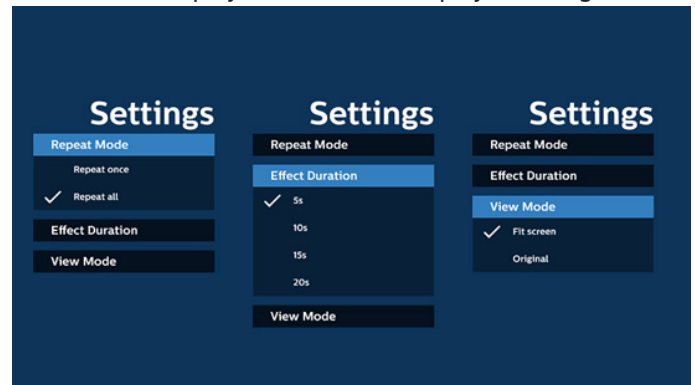 Settings
Repeat Mode
Repeat once
Repeat all
Effect Duration
View Mode
Settings
Repeat Mode
Effect Duration
5s
10s
15s
20s
View Mode
Settings
Repeat Mode
Effect Duration
View Mode
Fit screen
Original